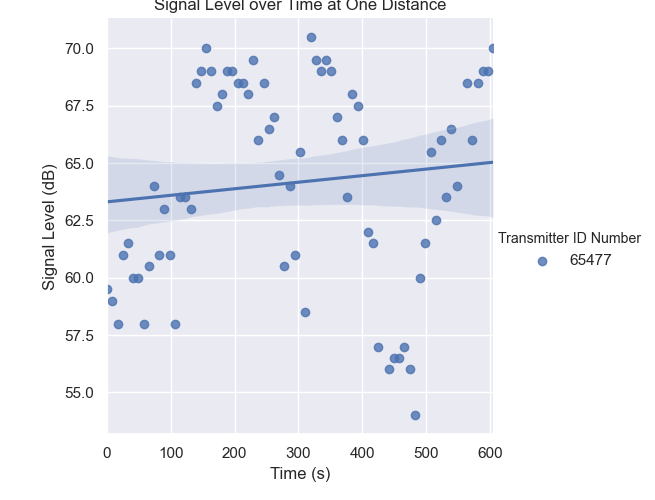 Signal Level over Time at One Distance
70.0
67.5
65.0
62.5
60.0
57.5
55.0
Signal Level (dB)
0 100 200 300 400 500 600
Time (s)
Transmitter ID Number
65477